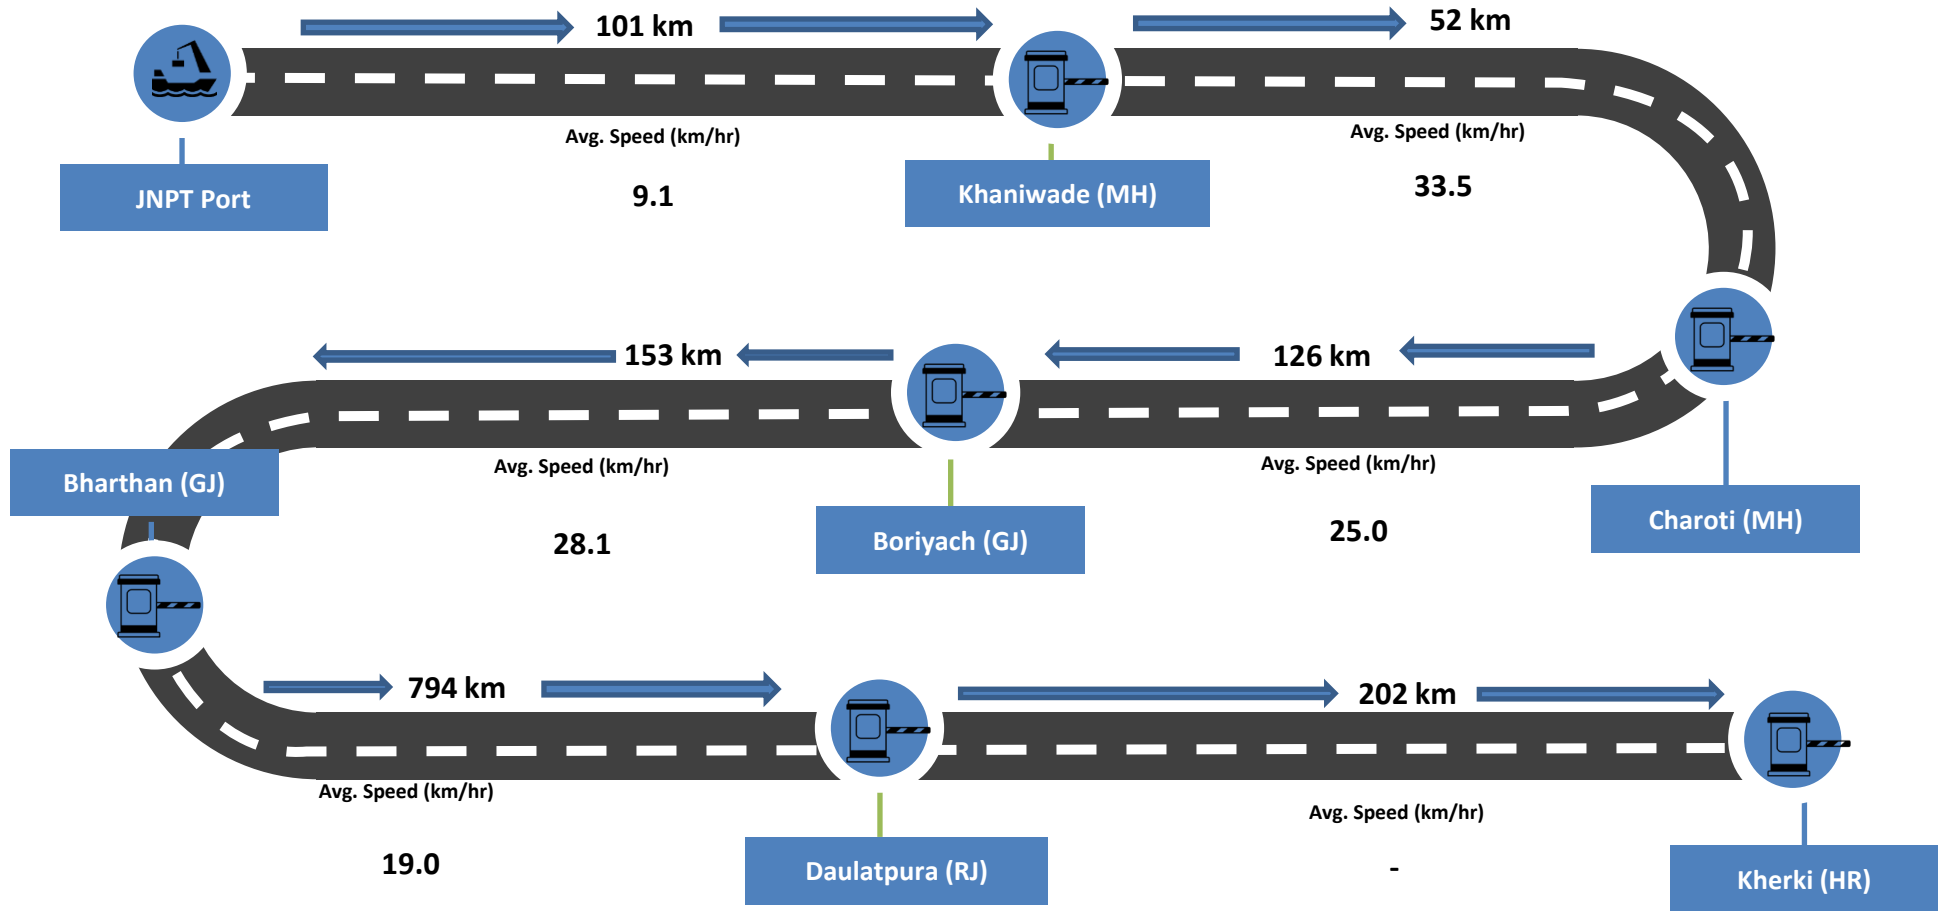 101 km
52 km
Avg. Speed (km/hr)
Avg. Speed (km/hr)
JNPT Port
9.1
Khaniwade (MH)
33.5
153 km
126 km
Avg. Speed (km/hr)
Avg. Speed (km/hr)
Bharthan (GJ)
28.1
Boriyach (GJ)
25.0
Charoti (MH)
794 km
202 km
Avg. Speed (km/hr)
Avg. Speed (km/hr)
19.0
Daulatpura (RJ)
-
Kherki (HR)